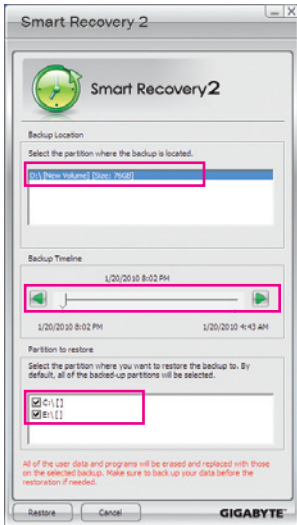 Smart Recovery 2
Smart Recovery2
Backup Location
Select the partition where the backup is located.
D:\ [New Volume] [Size: 76GB]
Backup Timeline
1/20/2010 8:02 PM
1/20/2010 8:02 PM 1/20/2010 4:43 AM
Partition to restore
Select the partition where you want to restore the backup to. By
default, all of the backed-up partitions will be selected.
C:\ [ ]
E:\ [ ]
All of the user data and programs will be erased and replaced with those
on the selected backup. Make sure to back up your data before the
restoration if needed.
Restore Cancel GIGABYTE